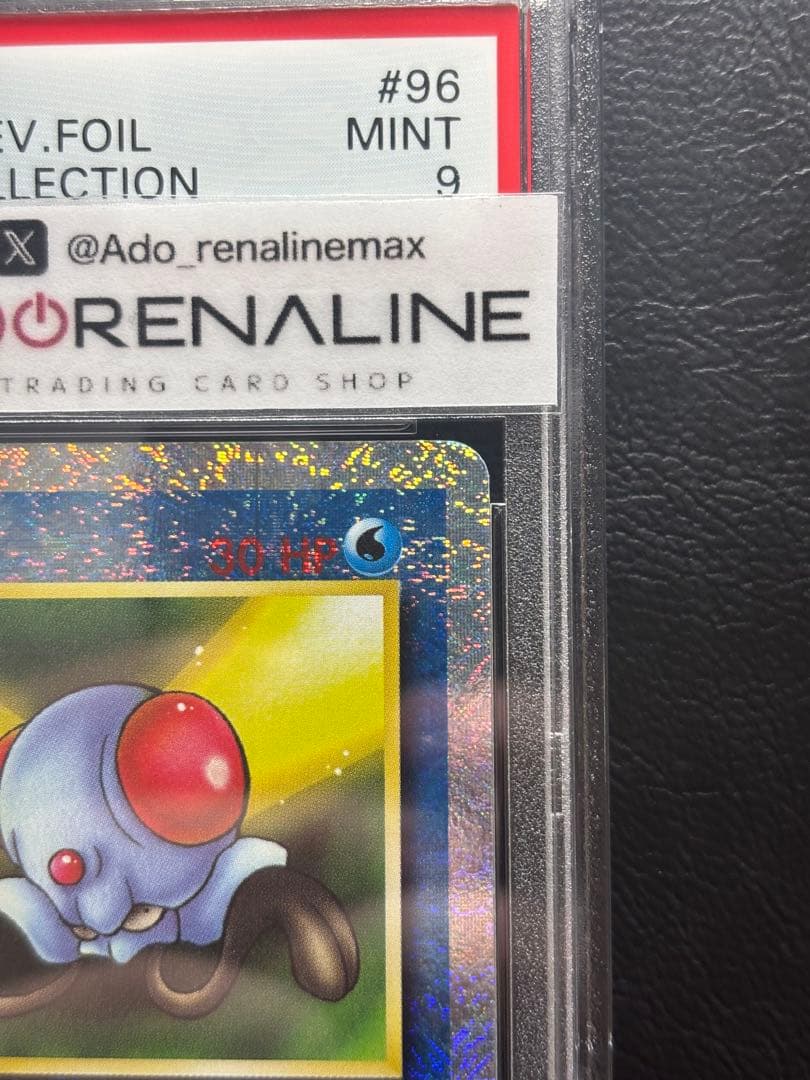 #96
EV.FOIL MINT
LLECTION 9
X @Ado_renalinemax
ORENALINE
TRADING CARD SHOP
30 HP